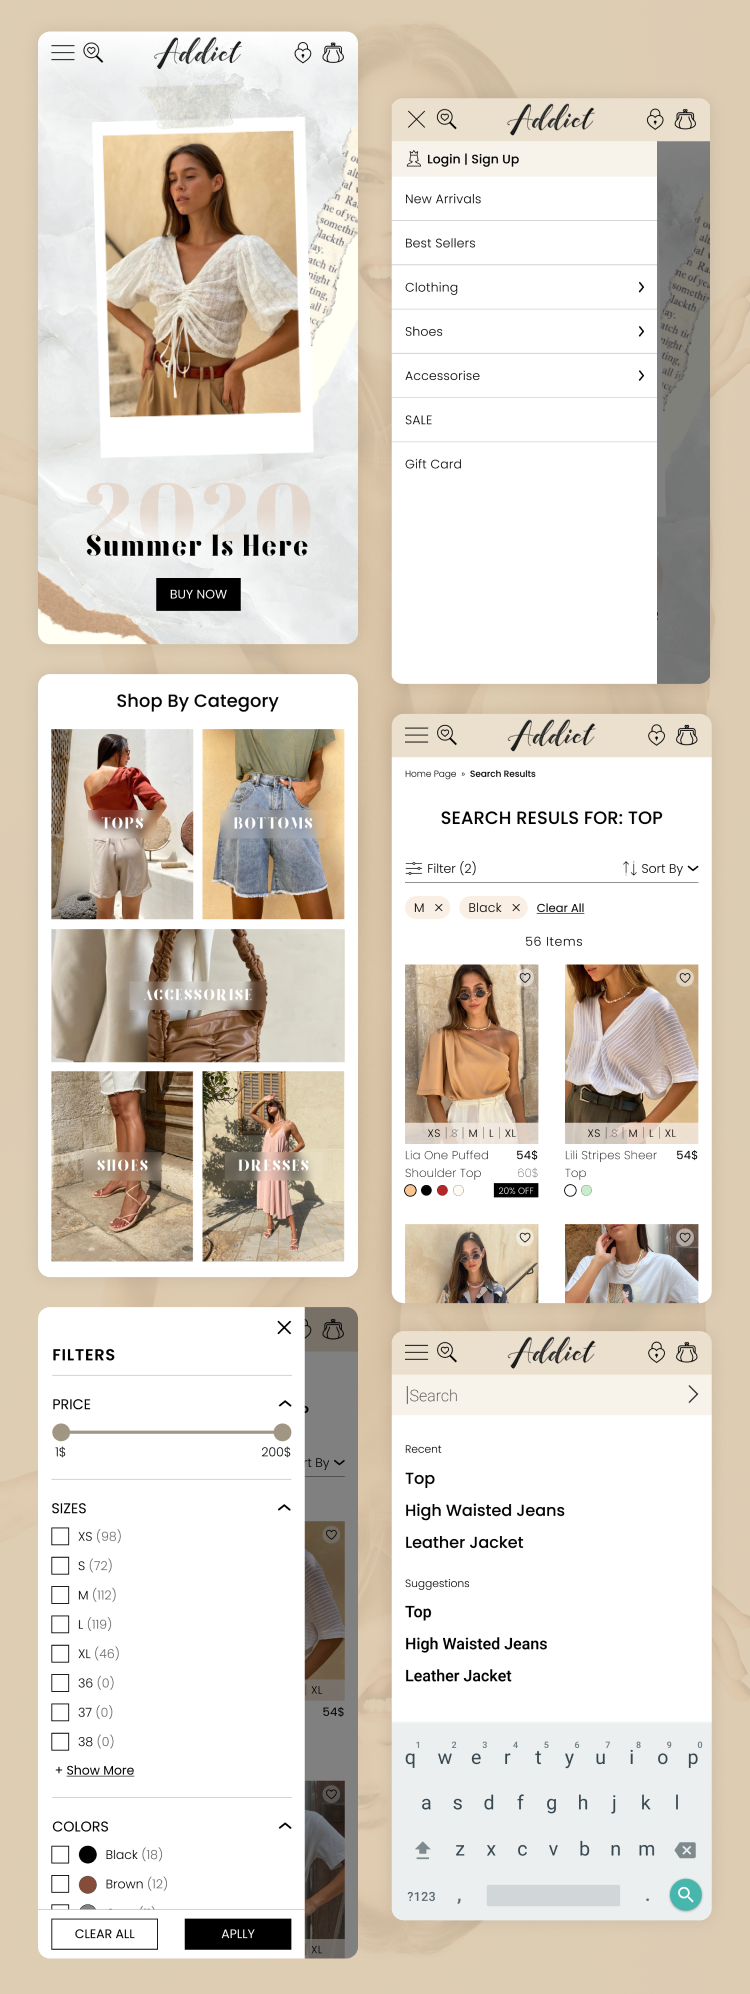 Addict
2020
Summer Is Here
BUY NOW
Addict
Login | Sign Up
New Arrivals
Best Sellers
Clothing
Shoes
Accessorise
SALE
Gift Card
Shop By Category
TOPS
BOTTOMS
ACCESSORISE
SHOES
DRESSES
Addict
Home Page » Search Results
SEARCH RESULS FOR: TOP
Filter (2)
Sort By
M ×
Black ×
Clear All
56 Items
XS | S | M | L | XL
XS | S | M | L | XL
Lia One Puffed 54$
Shoulder Top 60$
20% OFF
Lili Stripes Sheer 54$
Top
FILTERS
PRICE
1$ 200$
SIZES
XS (98)
S (72)
M (112)
L (119)
XL (46)
36 (0)
37 (0)
38 (0)
+ Show More
COLORS
Black (18)
Brown (12)
CLEAR ALL
APLLY
rt By
XL
54$
XL
Addict
Search
Recent
Top
High Waisted Jeans
Leather Jacket
Suggestions
Top
High Waisted Jeans
Leather Jacket
1 2 3 4 5 6 7 8 9 0
q w e r t y u i o p
a s d f g h j k l
z x c v b n m
?123 , .